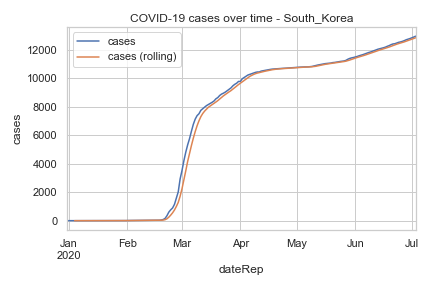 COVID-19 cases over time - South_Korea
cases
cases (rolling)
cases
12000
10000
8000
6000
4000
2000
0
Jan Feb Mar Apr May Jun Jul
2020
dateRep